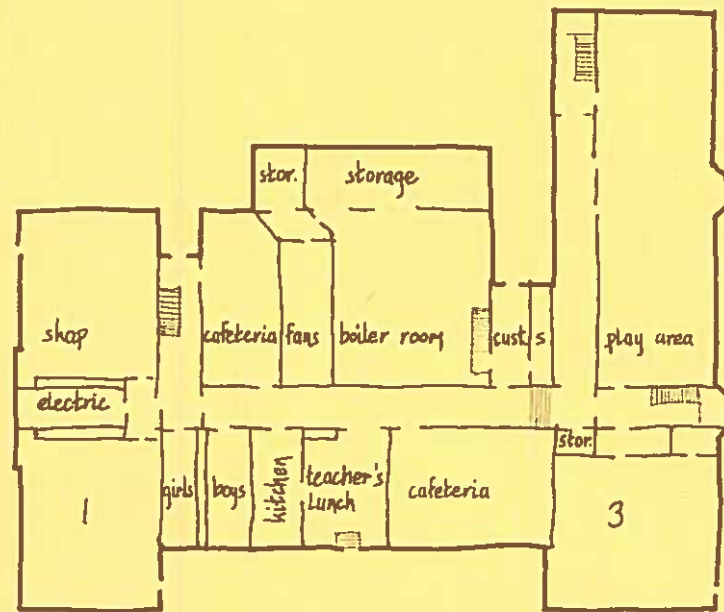 stor.
storage
shop
cafeteria
fans
boiler room
cust.
s
play area
electric
stor.
girls
boys
kitchen
teacher's
Lunch
cafeteria
1
3